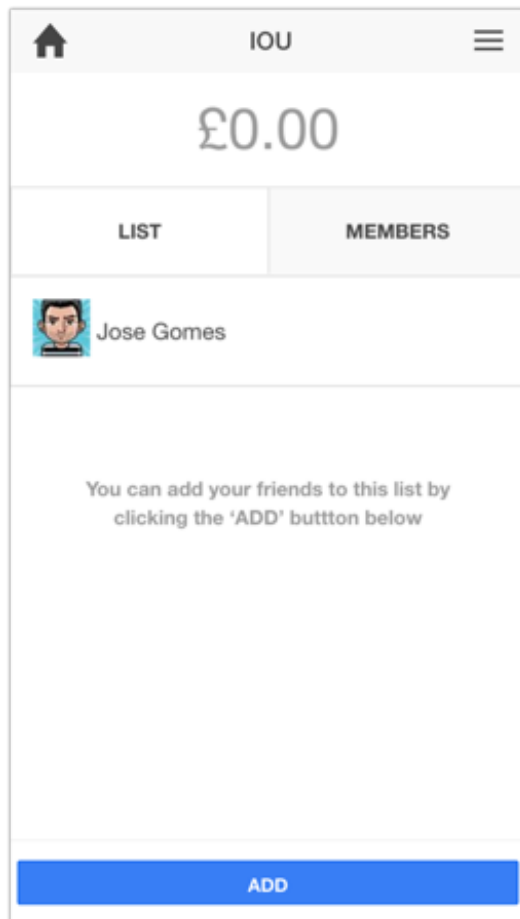 IOU
£0.00
LIST MEMBERS
Jose Gomes
You can add your friends to this list by
clicking the ‘ADD’ buttton below
ADD